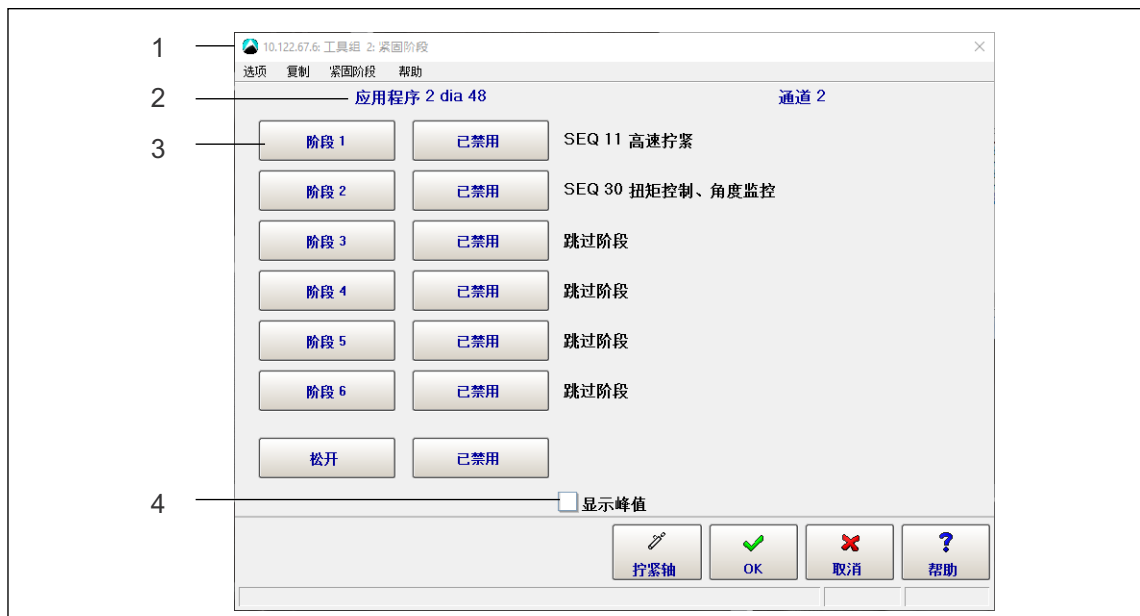 1 10.122.67.6: 工具组 2: 紧固阶段
选项 复制 紧固阶段 帮助
2 应用程序 2 dia 48 通道 2
3 阶段 1 已禁用 SEQ 11 高速拧紧
阶段 2 已禁用 SEQ 30 扭矩控制、角度监控
阶段 3 已禁用 跳过阶段
阶段 4 已禁用 跳过阶段
阶段 5 已禁用 跳过阶段
阶段 6 已禁用 跳过阶段
松开 已禁用
4 显示峰值
拧紧轴 OK 取消 帮助